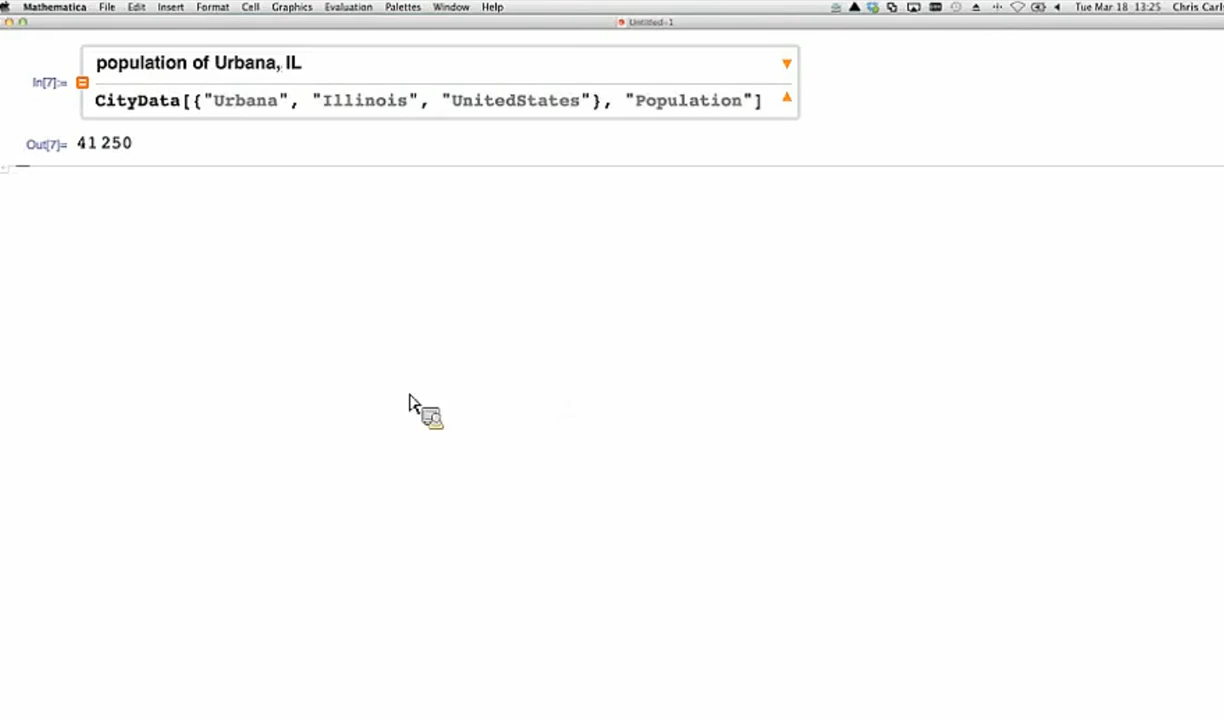 Mathematica File Edit Insert Format Cell Graphics Evaluation Palettes Window Help Tue Mar 18 13:25 Chris Carl
Untitled-1
population of Urbana, IL
In[7]:=
CityData[{"Urbana", "Illinois", "UnitedStates"}, "Population"]
Out[7]= 41 250